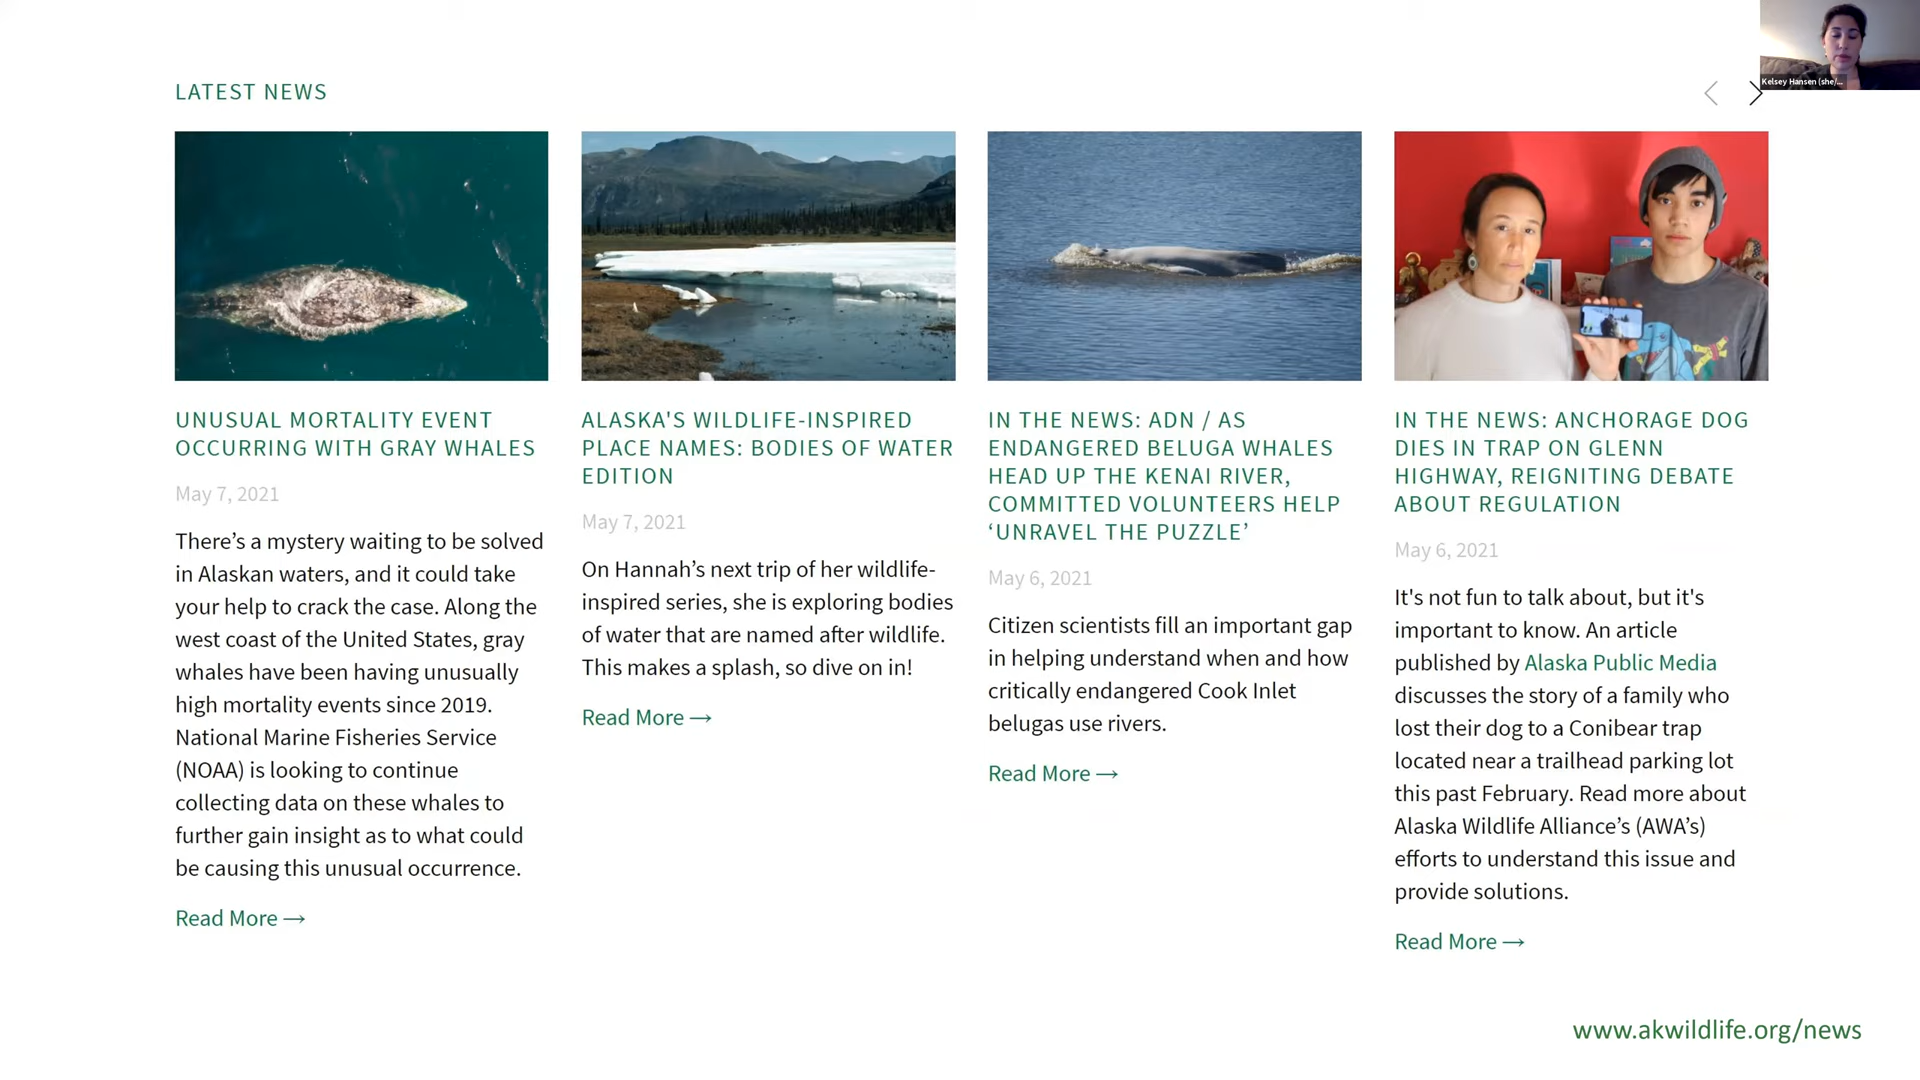 Kelsey Hansen (she/...
LATEST NEWS
UNUSUAL MORTALITY EVENT
OCCURRING WITH GRAY WHALES
May 7, 2021
There’s a mystery waiting to be solved
in Alaskan waters, and it could take
your help to crack the case. Along the
west coast of the United States, gray
whales have been having unusually
high mortality events since 2019.
National Marine Fisheries Service
(NOAA) is looking to continue
collecting data on these whales to
further gain insight as to what could
be causing this unusual occurrence.
Read More →
ALASKA'S WILDLIFE-INSPIRED
PLACE NAMES: BODIES OF WATER
EDITION
May 7, 2021
On Hannah’s next trip of her wildlife-
inspired series, she is exploring bodies
of water that are named after wildlife.
This makes a splash, so dive on in!
Read More →
IN THE NEWS: ADN / AS
ENDANGERED BELUGA WHALES
HEAD UP THE KENAI RIVER,
COMMITTED VOLUNTEERS HELP
‘UNRAVEL THE PUZZLE’
May 6, 2021
Citizen scientists fill an important gap
in helping understand when and how
critically endangered Cook Inlet
belugas use rivers.
Read More →
IN THE NEWS: ANCHORAGE DOG
DIES IN TRAP ON GLENN
HIGHWAY, REIGNITING DEBATE
ABOUT REGULATION
May 6, 2021
It's not fun to talk about, but it's
important to know. An article
published by Alaska Public Media
discusses the story of a family who
lost their dog to a Conibear trap
located near a trailhead parking lot
this past February. Read more about
Alaska Wildlife Alliance’s (AWA’s)
efforts to understand this issue and
provide solutions.
Read More →
www.akwildlife.org/news